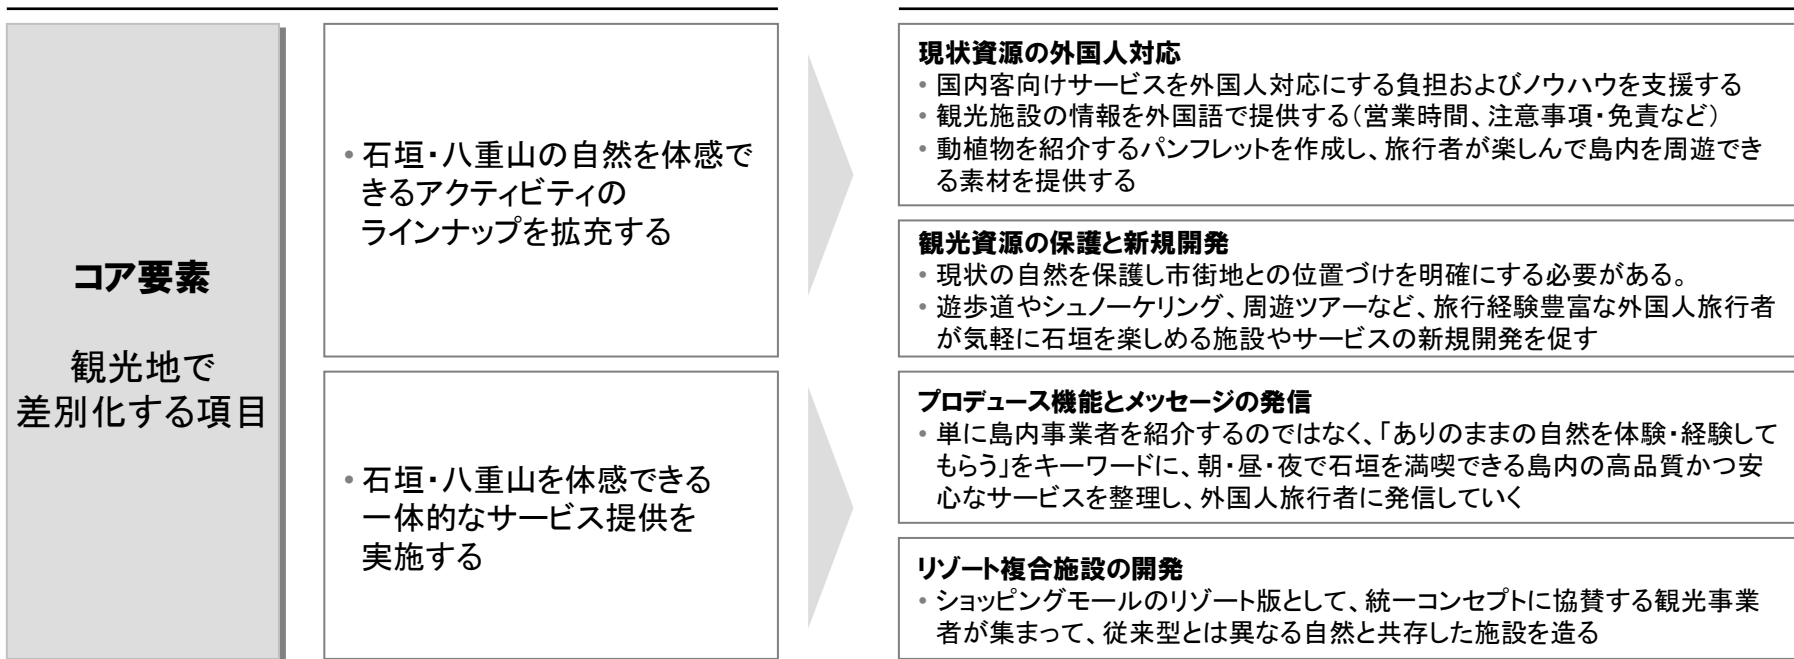 コア要素
観光地で
差別化する項目
• 石垣・八重山の自然を体感で
きるアクティビティの
ラインナップを拡充する
現状資源の外国人対応
• 国内客向けサービスを外国人対応にする負担およびノウハウを支援する
• 観光施設の情報を外国語で提供する（営業時間、注意事項・免責など）
• 動植物を紹介するパンフレットを作成し、旅行者が楽しんで島内を周遊でき
る素材を提供する
観光資源の保護と新規開発
• 現状の自然を保護し市街地との位置づけを明確にする必要がある。
• 遊歩道やシュノーケリング、周遊ツアーなど、旅行経験豊富な外国人旅行者
が気軽に石垣を楽しめる施設やサービスの新規開発を促す
• 石垣・八重山を体感できる
一体的なサービス提供を
実施する
プロデュース機能とメッセージの発信
• 単に島内事業者を紹介するのではなく、「ありのままの自然を体験・経験して
もらう」をキーワードに、朝・昼・夜で石垣を満喫できる島内の高品質かつ安
心なサービスを整理し、外国人旅行者に発信していく
リゾート複合施設の開発
• ショッピングモールのリゾート版として、統一コンセプトに協賛する観光事業
者が集まって、従来型とは異なる自然と共存した施設を造る